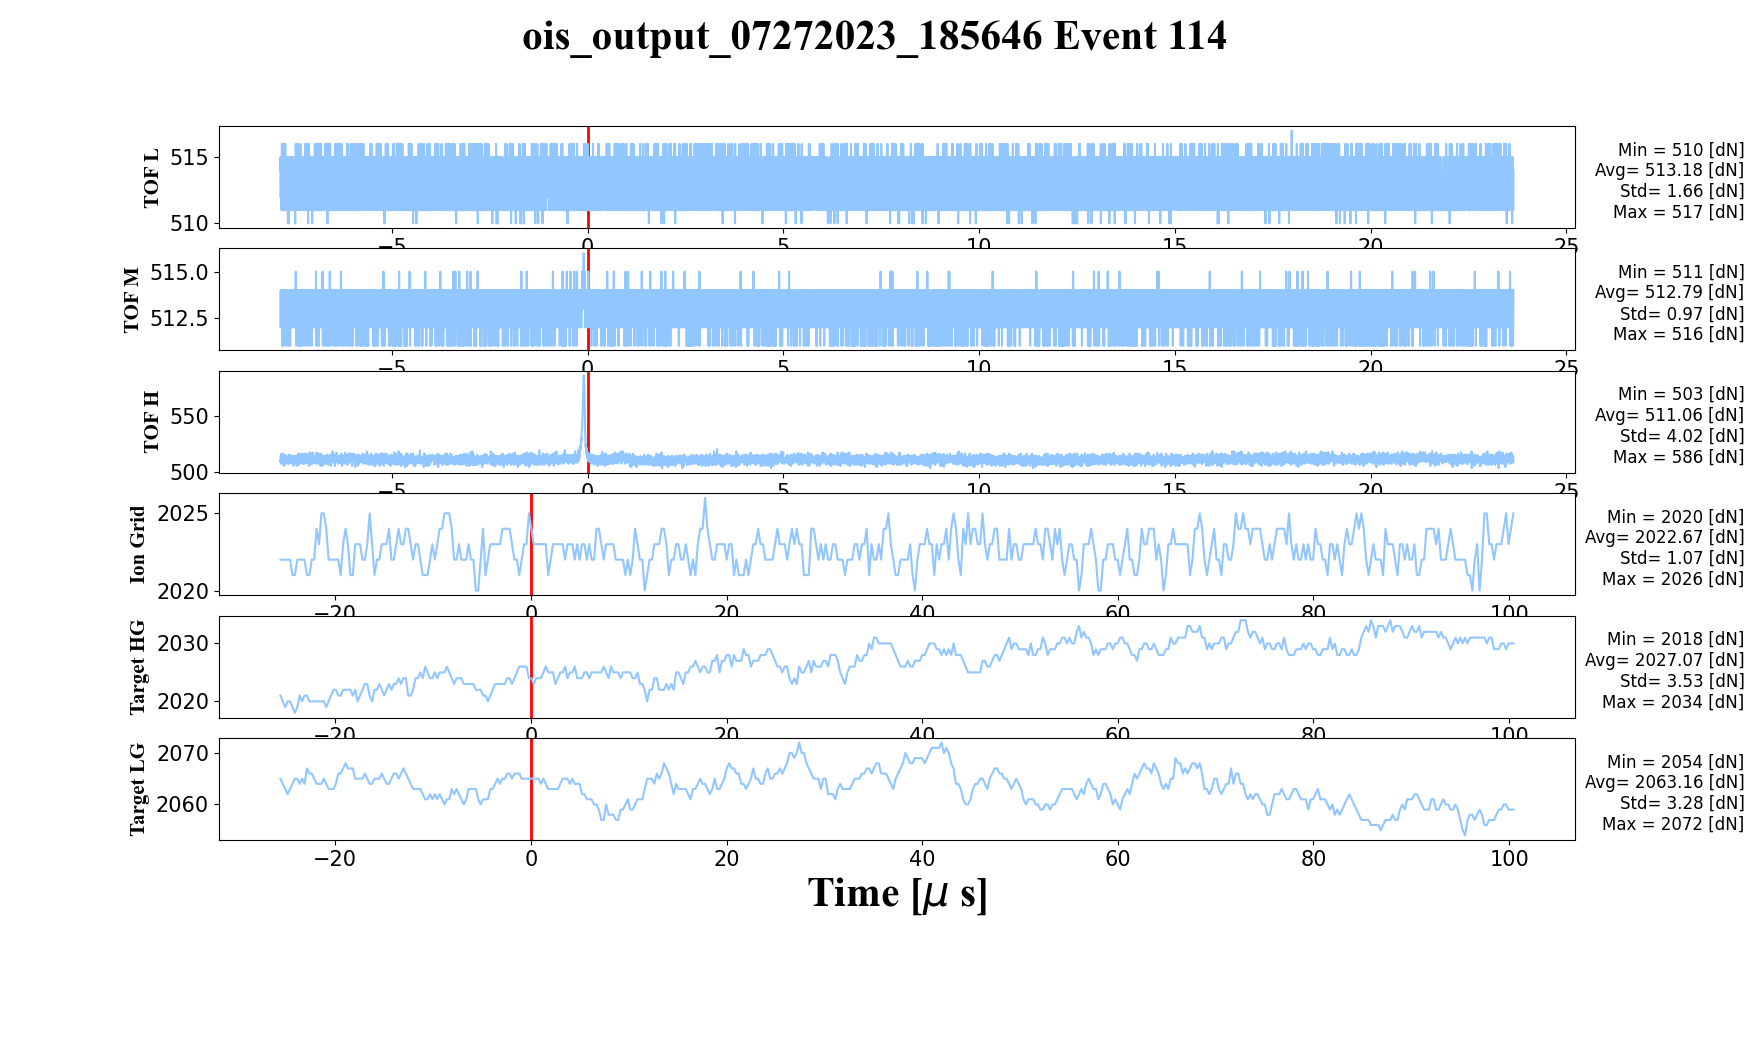 ois_output_07272023_185646 Event 114
TOF L
515
510
−5 0 5 10 15 20 25
Min = 510 [dN]
Avg= 513.18 [dN]
Std= 1.66 [dN]
Max = 517 [dN]
TOF M
515.0
512.5
−5 0 5 10 15 20 25
Min = 511 [dN]
Avg= 512.79 [dN]
Std= 0.97 [dN]
Max = 516 [dN]
TOF H
550
500
−5 0 5 10 15 20 25
Min = 503 [dN]
Avg= 511.06 [dN]
Std= 4.02 [dN]
Max = 586 [dN]
Ion Grid
2025
2020
−20 0 20 40 60 80 100
Min = 2020 [dN]
Avg= 2022.67 [dN]
Std= 1.07 [dN]
Max = 2026 [dN]
Target HG
2030
2020
−20 0 20 40 60 80 100
Min = 2018 [dN]
Avg= 2027.07 [dN]
Std= 3.53 [dN]
Max = 2034 [dN]
Target LG
2070
2060
−20 0 20 40 60 80 100
Min = 2054 [dN]
Avg= 2063.16 [dN]
Std= 3.28 [dN]
Max = 2072 [dN]
Time [μ s]